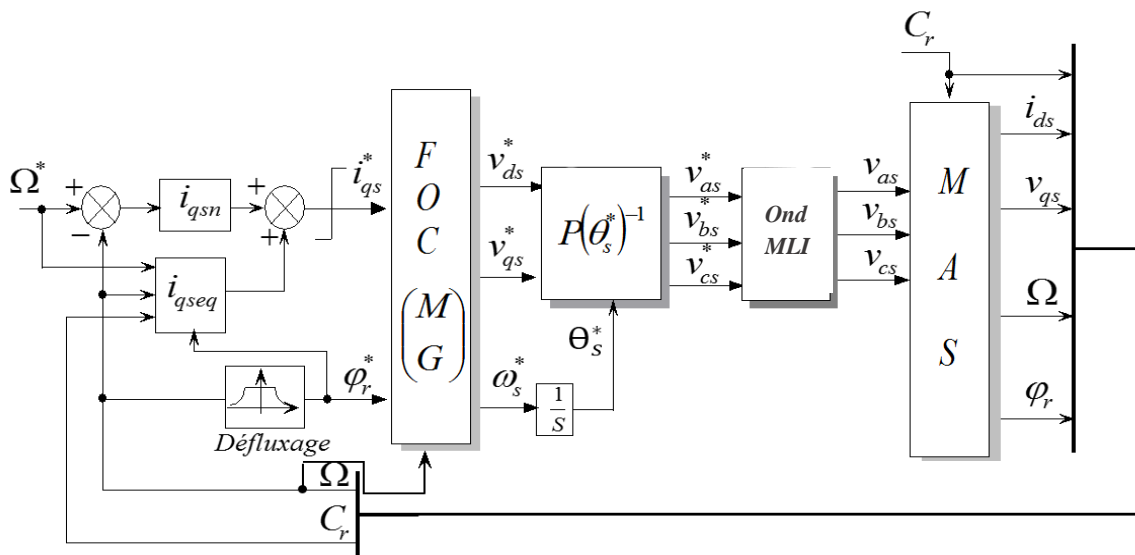 C_r
Ω*
+
−
i_qsn
+
+
i*_qs
i_qseq
Défluxage
φ*_r
F
O
C
(M
G)
v*_ds
v*_qs
ω*_s
1
S
Θ*_s
P(θ*_s)⁻¹
v*_as
v*_bs
v*_cs
Ond
MLI
v_as
v_bs
v_cs
M
A
S
i_ds
v_qs
Ω
φ_r
Ω
C_r